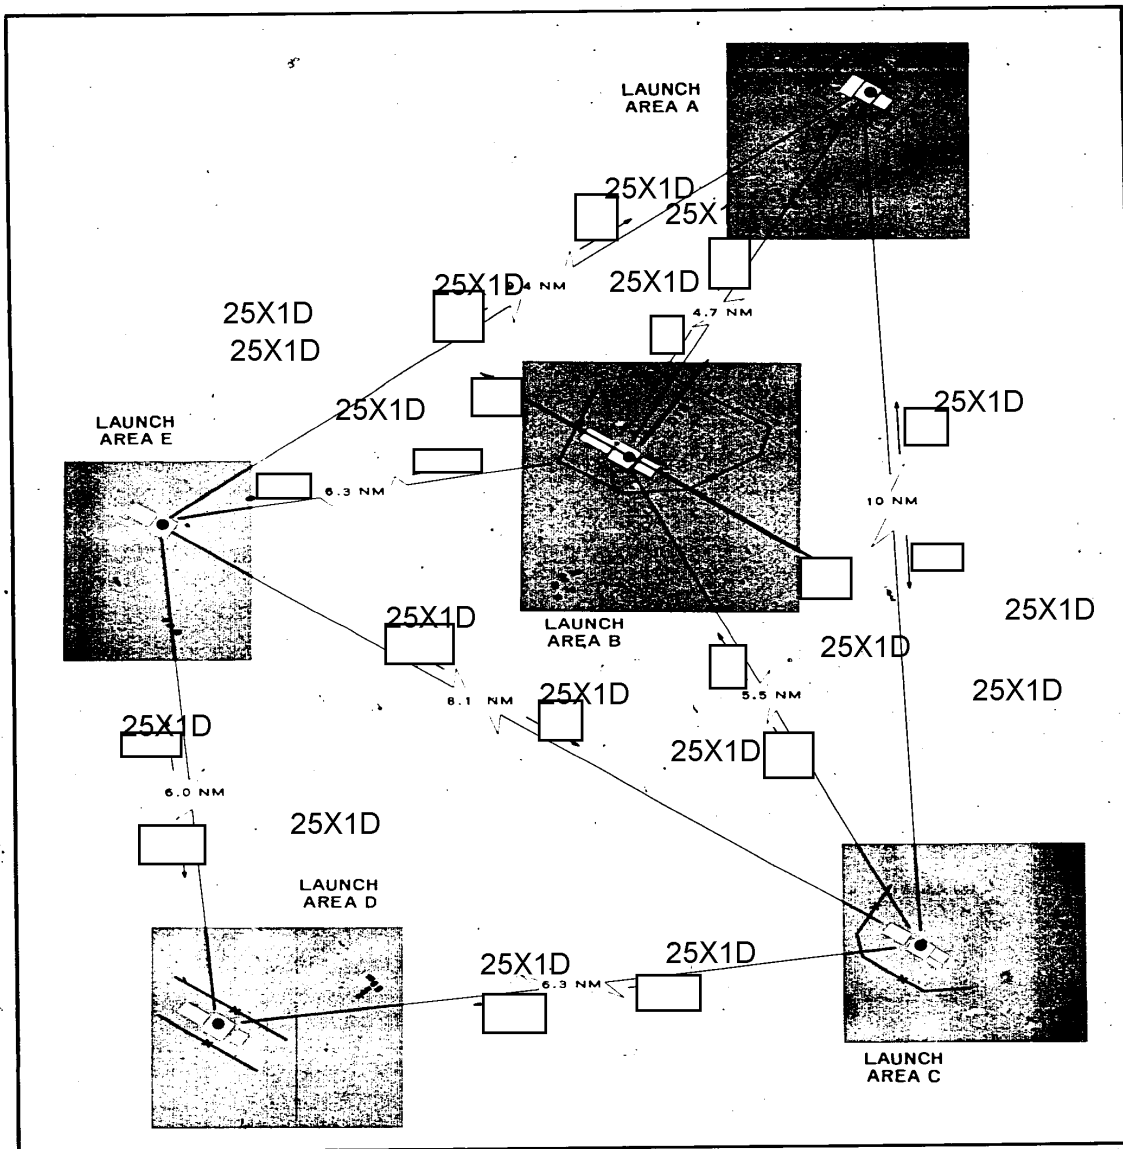 LAUNCH
AREA A
25X1D
25X1
25X1D
25X1D
4 NM
4.7 NM
25X1D
25X1D
25X1D
25X1D
LAUNCH
AREA E
6.3 NM
10 NM
25X1D
25X1D
LAUNCH
AREA B
25X1D
25X1D
25X1D
5.5 NM
8.1 NM
25X1D
25X1D
6.0 NM
25X1D
LAUNCH
AREA D
25X1D
25X1D
6.3 NM
LAUNCH
AREA C